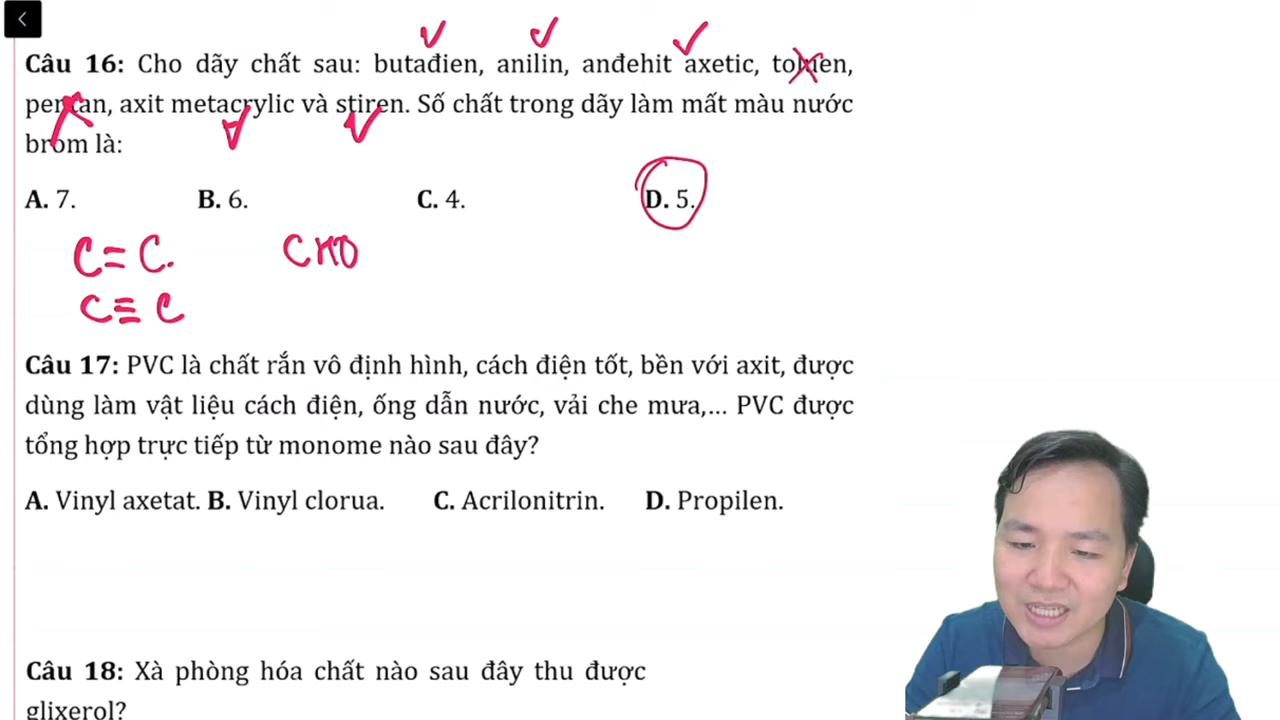 Câu 16: Cho dãy chất sau: butađien, anilin, anđehit axetic, toluen,
pentan, axit metacrylic và stiren. Số chất trong dãy làm mất màu nước
brom là:
A. 7. B. 6. C. 4. D. 5.
C=C. CHO
C≡C
Câu 17: PVC là chất rắn vô định hình, cách điện tốt, bền với axit, được
dùng làm vật liệu cách điện, ống dẫn nước, vải che mưa,... PVC được
tổng hợp trực tiếp từ monome nào sau đây?
A. Vinyl axetat. B. Vinyl clorua. C. Acrilonitrin. D. Propilen.
Câu 18: Xà phòng hóa chất nào sau đây thu được
glixerol?